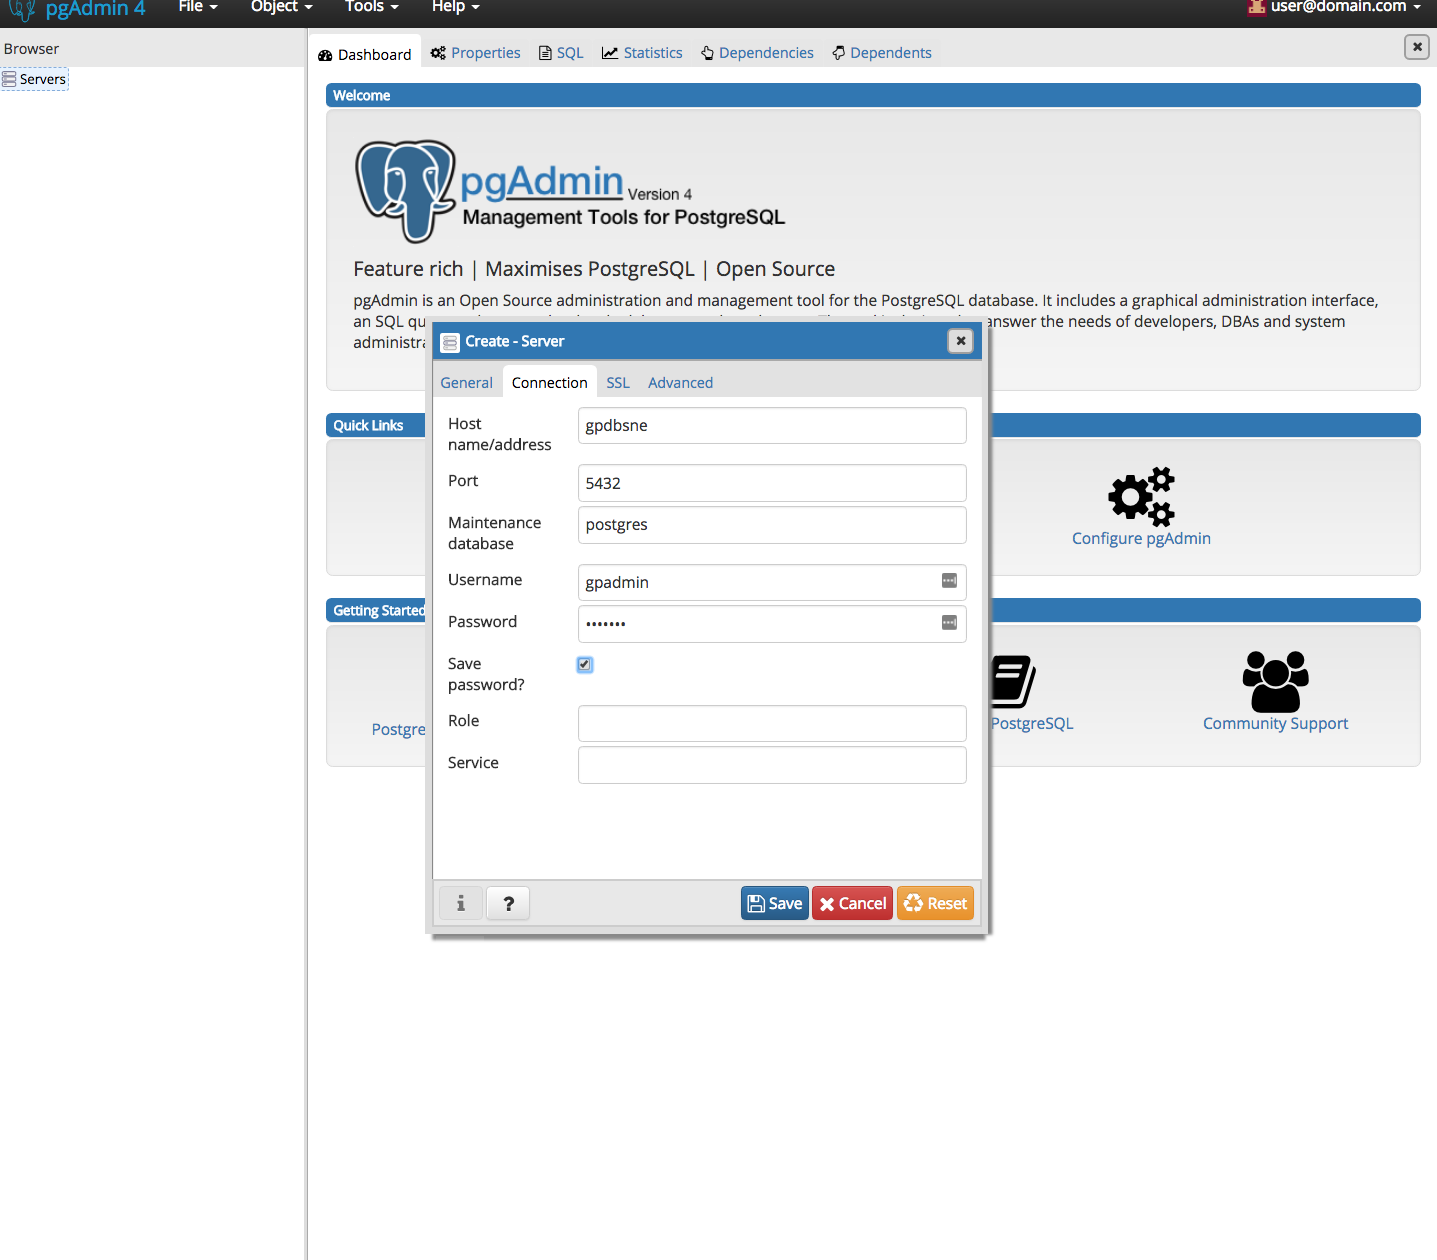 pgAdmin 4
File
Object
Tools
Help
user@domain.com
Browser
Servers
Dashboard
Properties
SQL
Statistics
Dependencies
Dependents
Welcome
pgAdmin Version 4
Management Tools for PostgreSQL
Feature rich | Maximises PostgreSQL | Open Source
pgAdmin is an Open Source administration and management tool for the PostgreSQL database. It includes a graphical administration interface,
an SQL qu answer the needs of developers, DBAs and system
administra
Create - Server
General
Connection
SSL
Advanced
Host
name/address
gpdbsne
Port
5432
Maintenance
database
postgres
Username
gpadmin
Password
•••••••
Save
password?
Role
Service
i
?
Save
Cancel
Reset
Quick Links
Configure pgAdmin
Getting Started
Postgre
PostgreSQL
Community Support